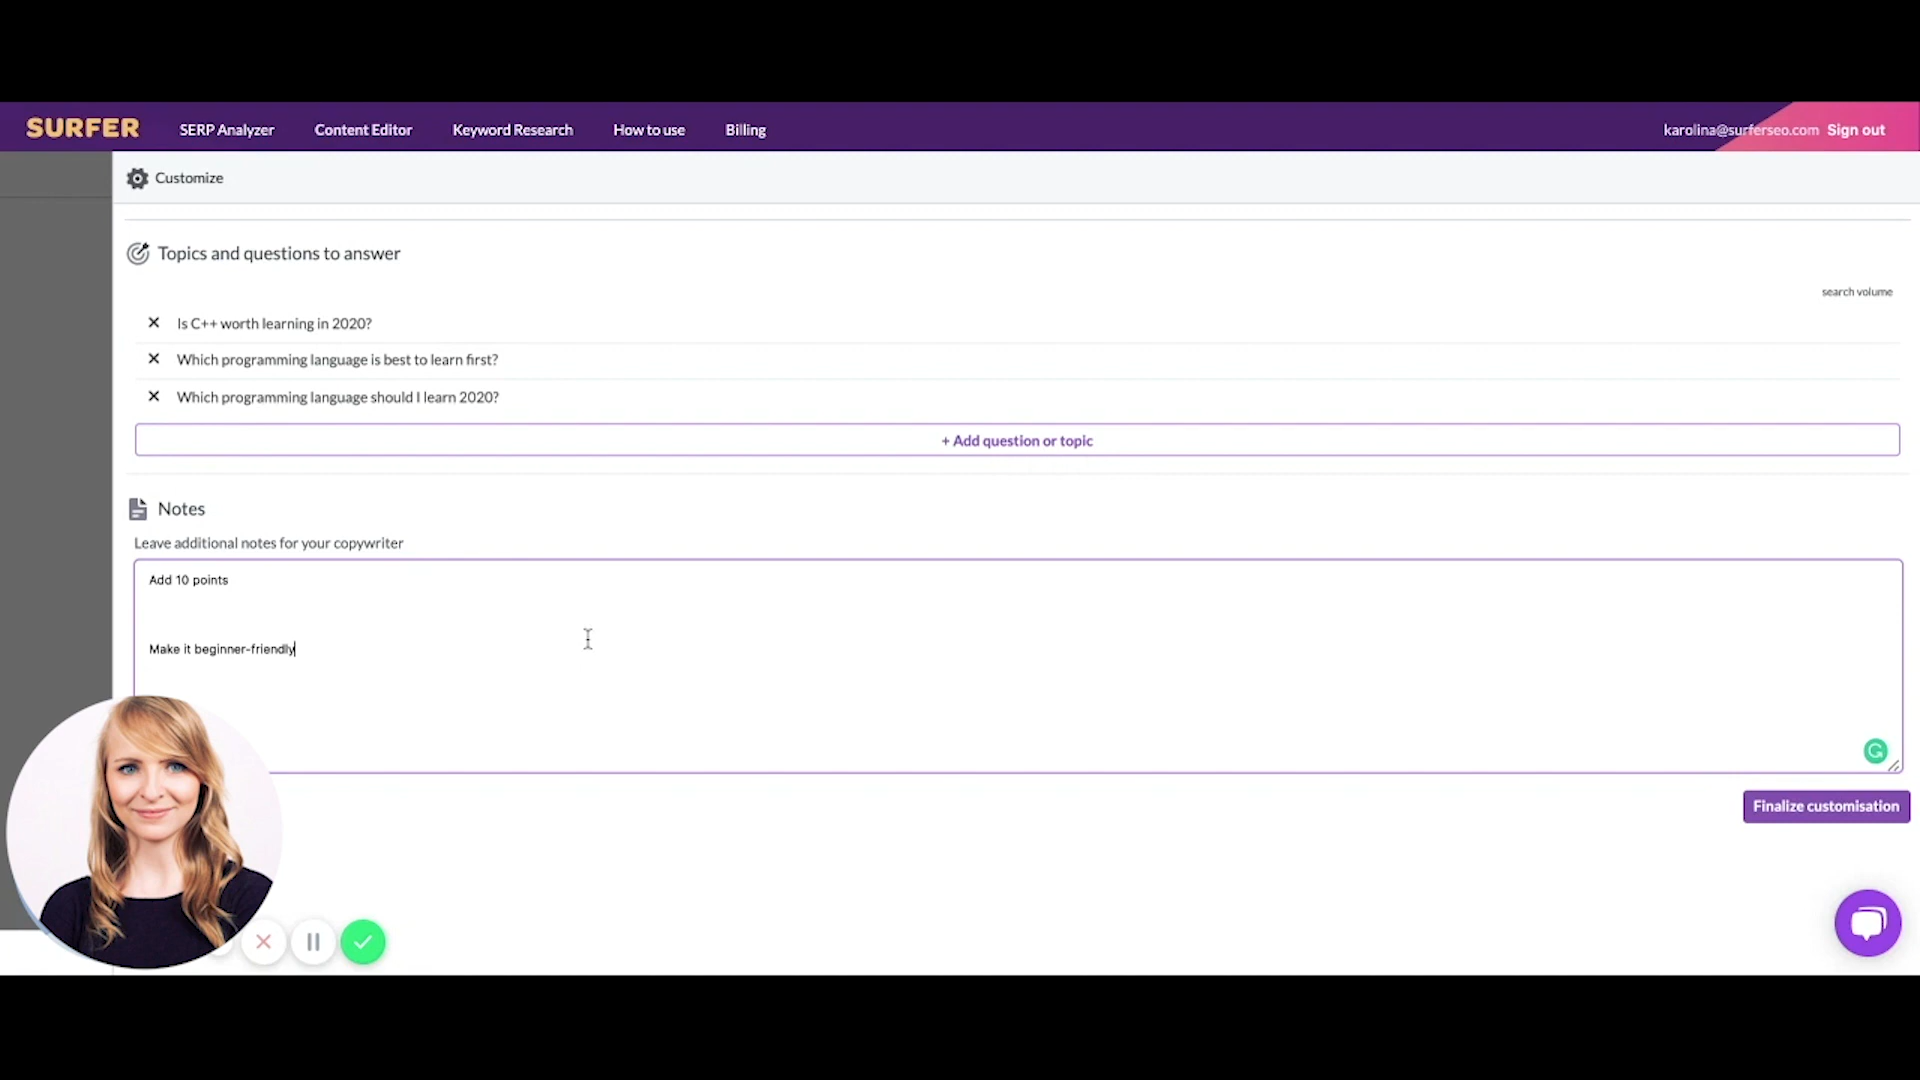 SURFER SERP Analyzer Content Editor Keyword Research How to use Billing karolina@surferseo.com Sign out
Customize
Topics and questions to answer
search volume
Is C++ worth learning in 2020?
Which programming language is best to learn first?
Which programming language should I learn 2020?
+ Add question or topic
Notes
Leave additional notes for your copywriter
Add 10 points
Make it beginner-friendly
Finalize customisation